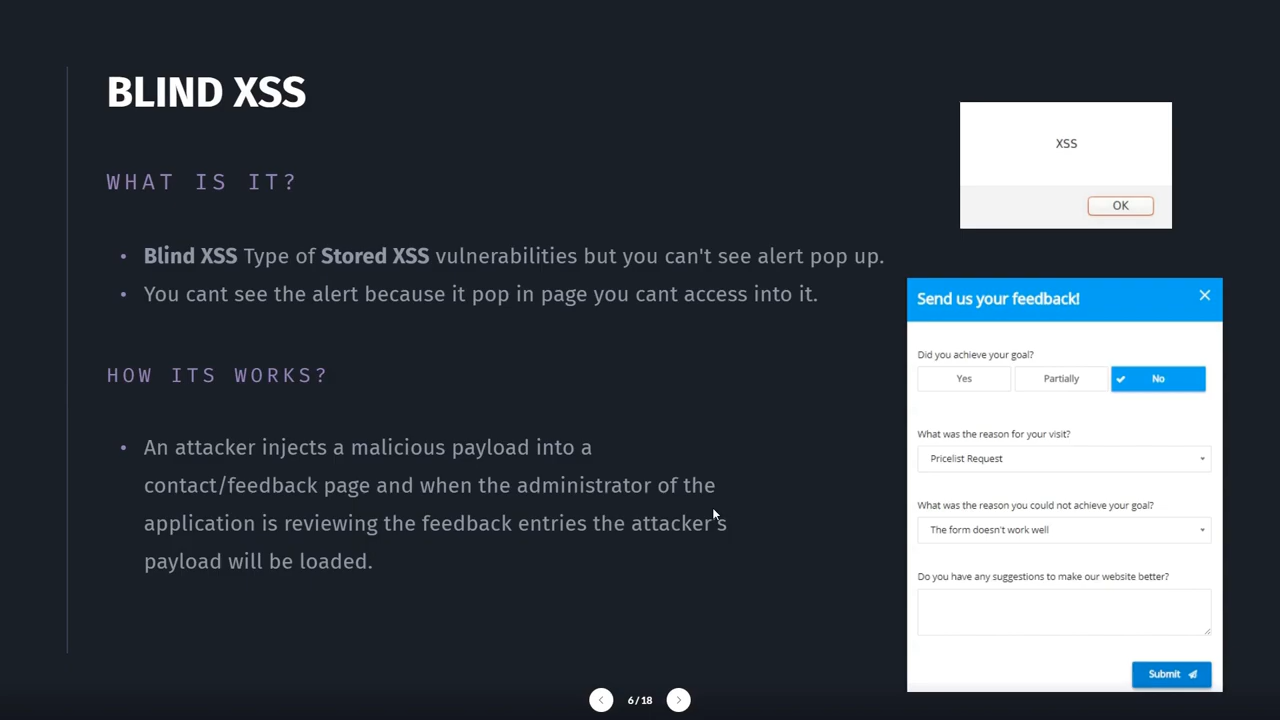 BLIND XSS
WHAT IS IT?
• Blind XSS Type of Stored XSS vulnerabilities but you can't see alert pop up.
• You cant see the alert because it pop in page you cant access into it.
HOW ITS WORKS?
• An attacker injects a malicious payload into a
contact/feedback page and when the administrator of the
application is reviewing the feedback entries the attacker's
payload will be loaded.
XSS
OK
Send us your feedback!
Did you achieve your goal?
Yes Partially No
What was the reason for your visit?
Pricelist Request
What was the reason you could not achieve your goal?
The form doesn't work well
Do you have any suggestions to make our website better?
Submit
6/18